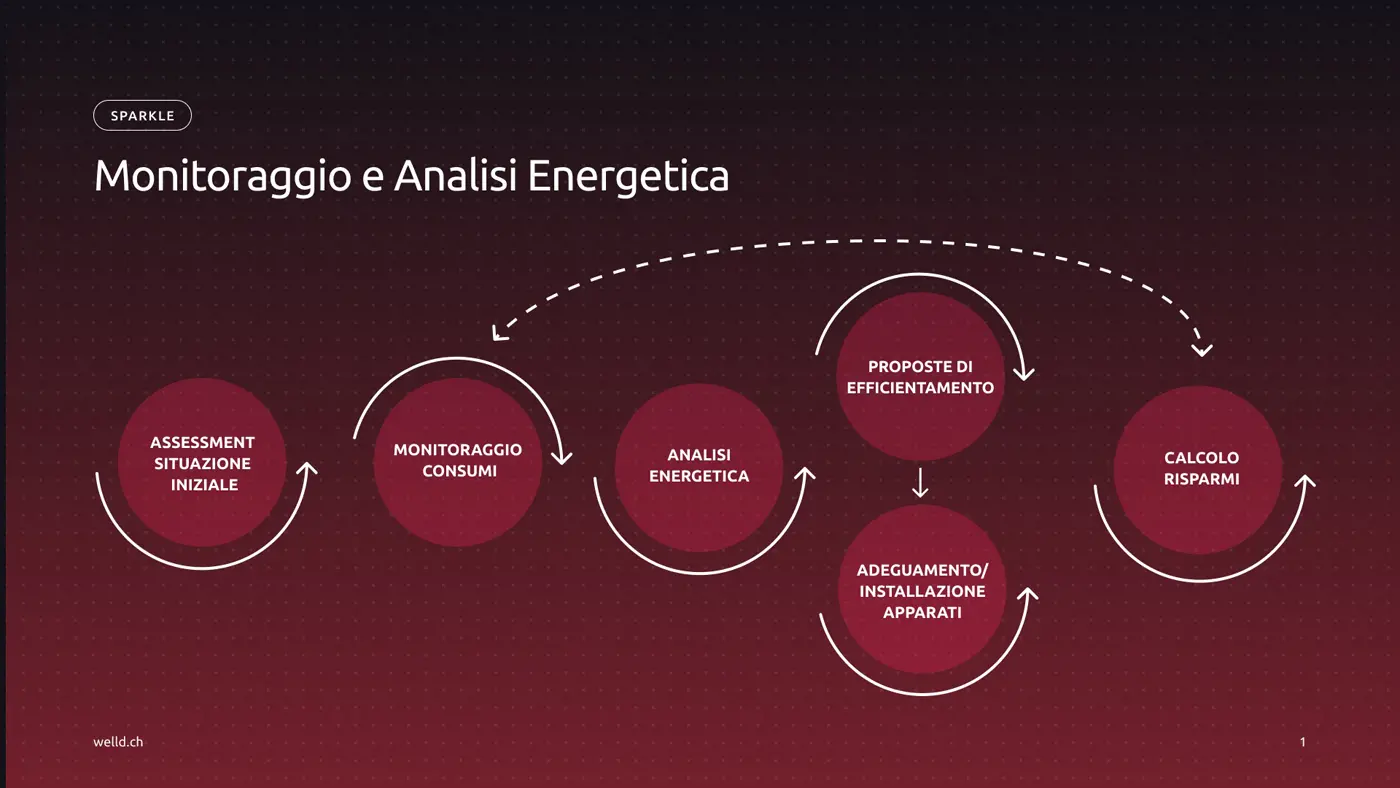 SPARKLE
Monitoraggio e Analisi Energetica
ASSESSMENT
SITUAZIONE
INIZIALE
MONITORAGGIO
CONSUMI
ANALISI
ENERGETICA
PROPOSTE DI
EFFICIENTAMENTO
ADEGUAMENTO/
INSTALLAZIONE
APPARATI
CALCOLO
RISPARMI
welld.ch
1